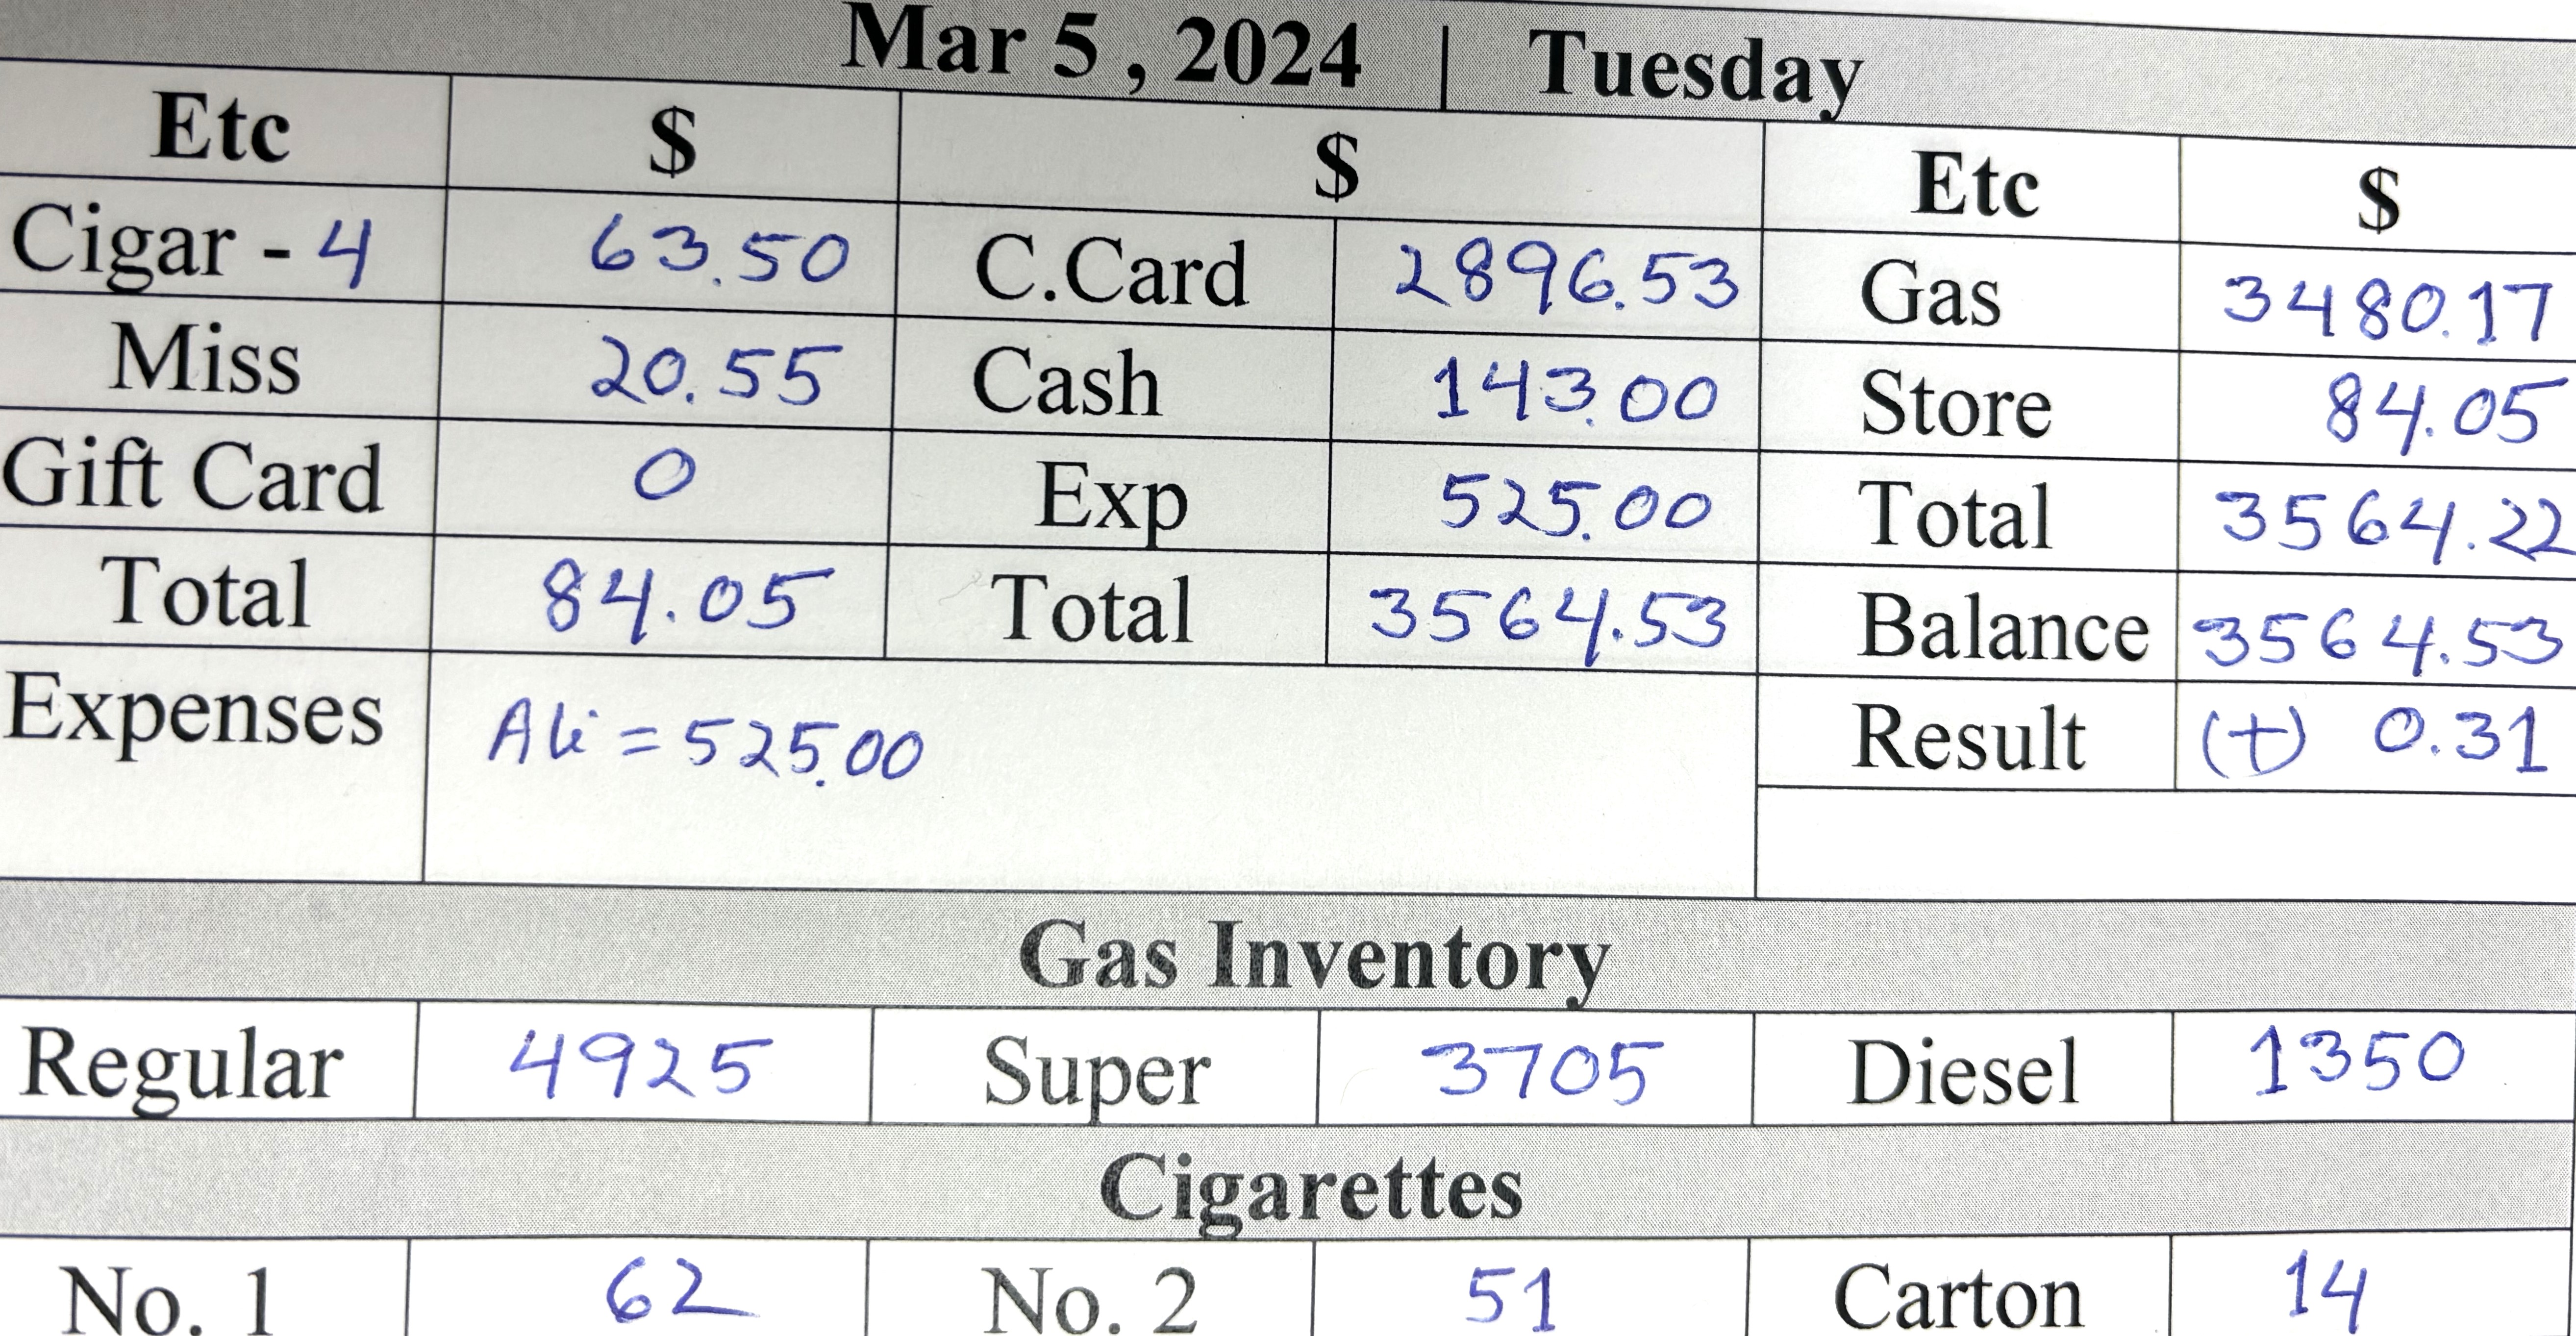 Mar 5 , 2024 | Tuesday
Etc $ $ Etc $
Cigar - 4 63.50 C.Card 2896.53 Gas 3480.17
Miss 20.55 Cash 143.00 Store 84.05
Gift Card 0 Exp 525.00 Total 3564.22
Total 84.05 Total 3564.53 Balance 3564.53
Expenses Ali = 525.00 Result (+) 0.31
Gas Inventory
Regular 4925 Super 3705 Diesel 1350
Cigarettes
No. 1 62 No. 2 51 Carton 14